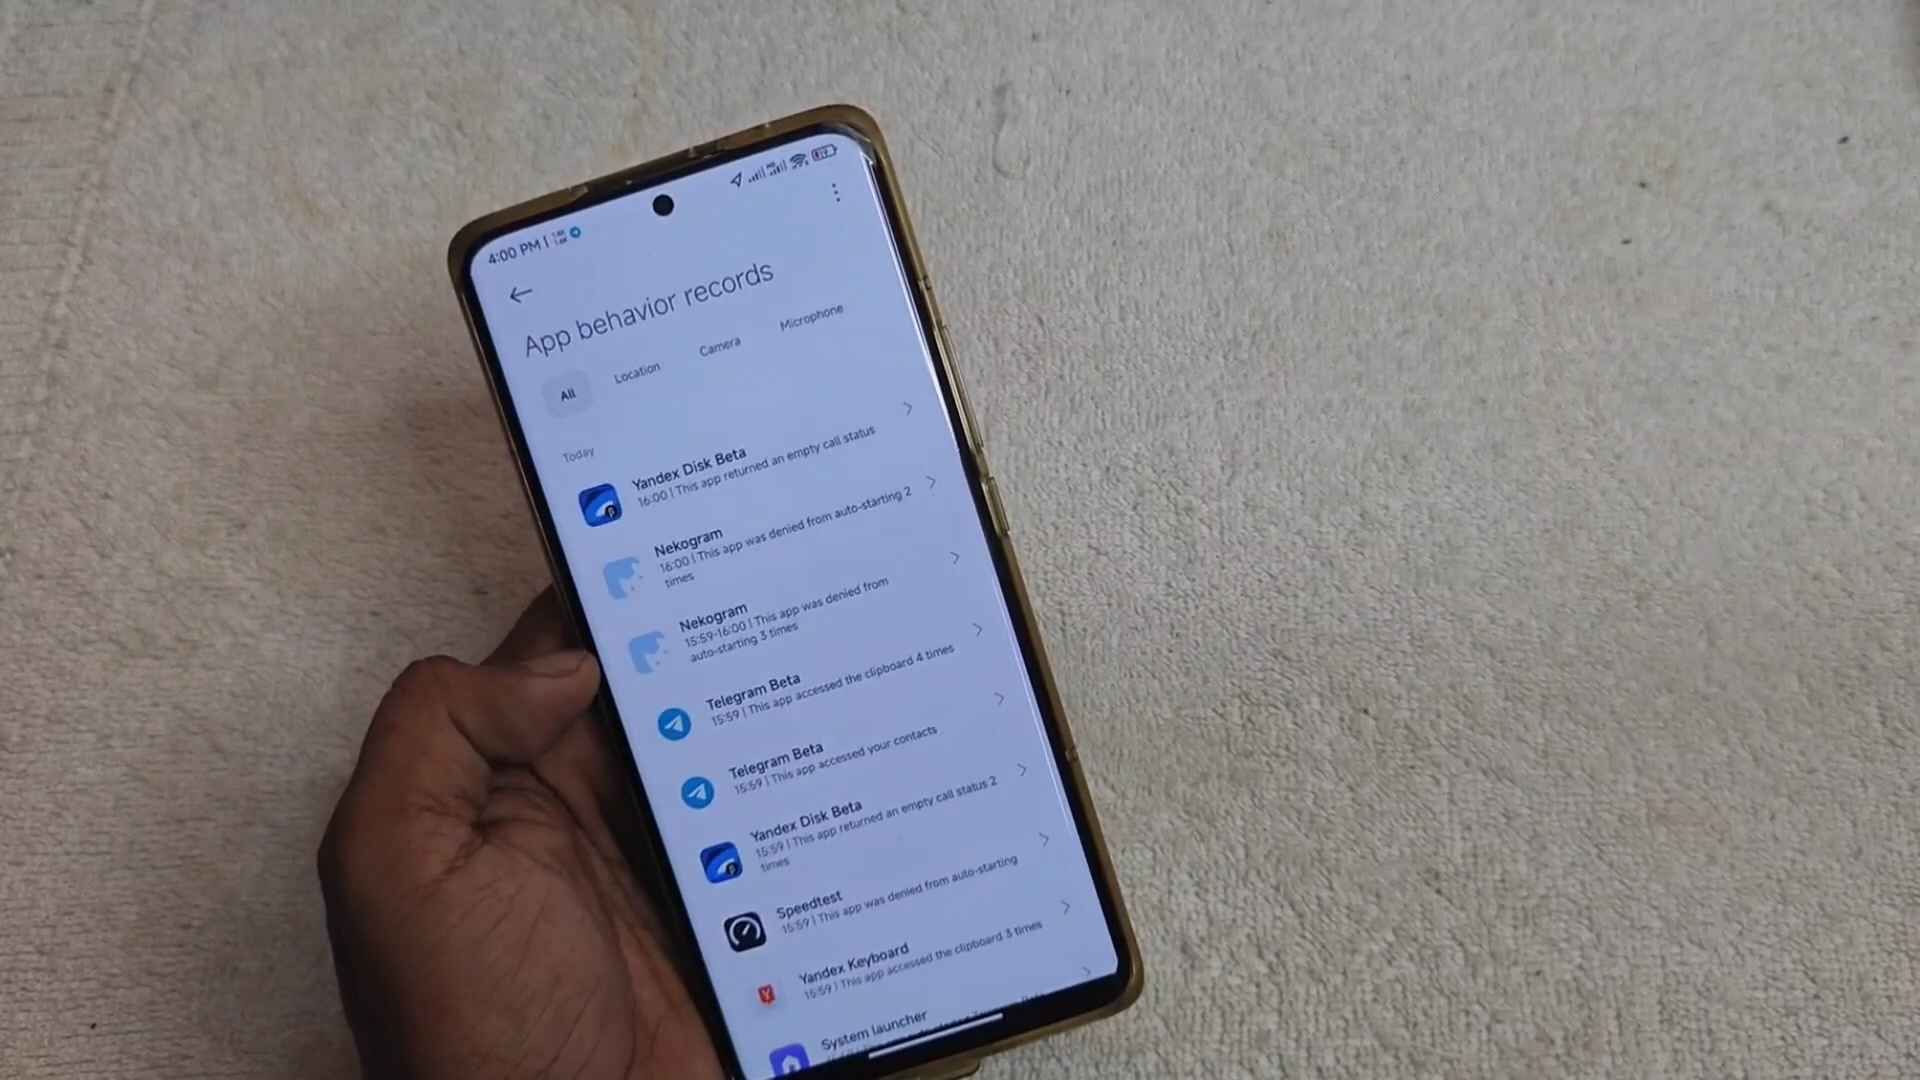 4:00 PM
App behavior records
All
Location
Camera
Microphone
Today
Yandex Disk Beta
16:00 | This app returned an empty call status
Nekogram
16:00 | This app was denied from auto-starting 2
times
Nekogram
15:59-16:00 | This app was denied from
auto-starting 3 times
Telegram Beta
15:59 | This app accessed the clipboard 4 times
Telegram Beta
15:59 | This app accessed your contacts
Yandex Disk Beta
15:59 | This app returned an empty call status 2
times
Speedtest
15:59 | This app was denied from auto-starting
Yandex Keyboard
15:59 | This app accessed the clipboard 3 times
System launcher